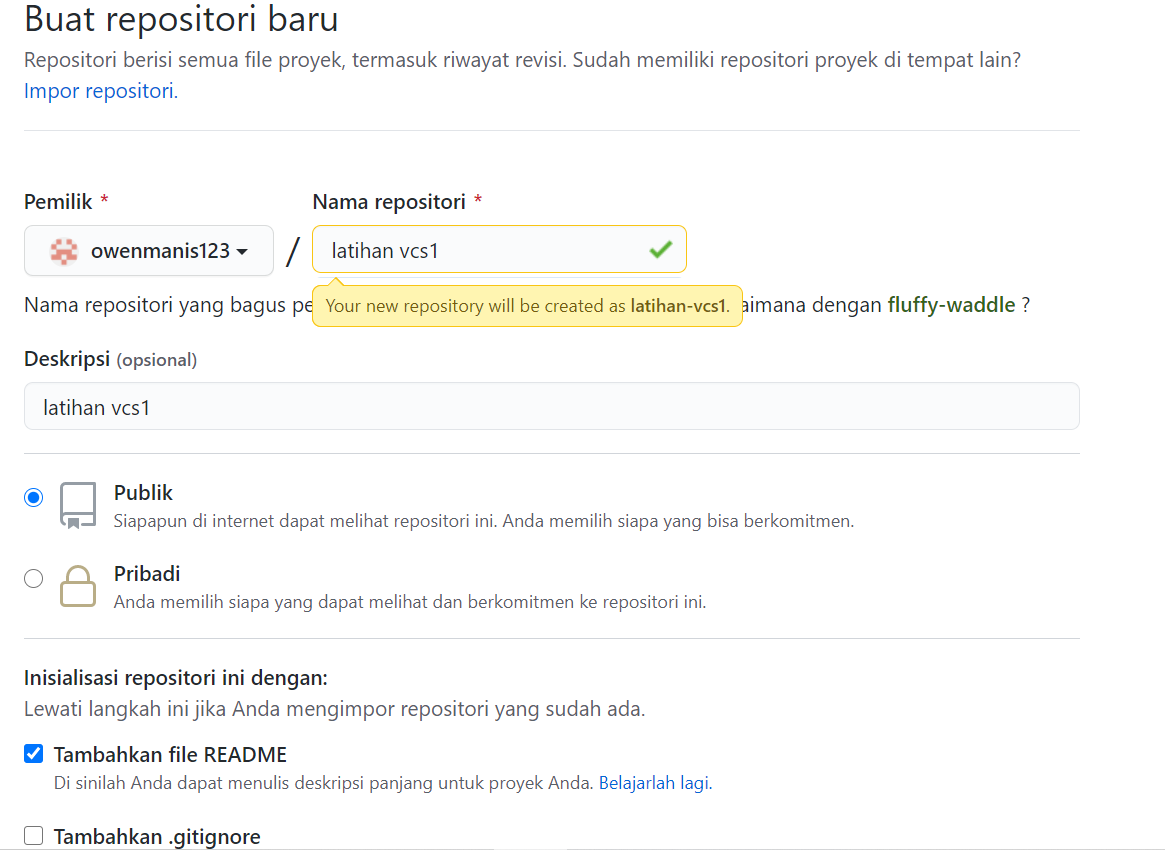 Buat repositori baru
Repositori berisi semua file proyek, termasuk riwayat revisi. Sudah memiliki repositori proyek di tempat lain?
Impor repositori.
Pemilik * Nama repositori *
owenmanis123 / latihan vcs1
Nama repositori yang bagus Your new repository will be created as latihan-vcs1. dengan fluffy-waddle ?
Deskripsi (opsional)
latihan vcs1
Publik
Siapapun di internet dapat melihat repositori ini. Anda memilih siapa yang bisa berkomitmen.
Pribadi
Anda memilih siapa yang dapat melihat dan berkomitmen ke repositori ini.
Inisialisasi repositori ini dengan:
Lewati langkah ini jika Anda mengimpor repositori yang sudah ada.
Tambahkan file README
Di sinilah Anda dapat menulis deskripsi panjang untuk proyek Anda. Belajarlah lagi.
Tambahkan .gitignore